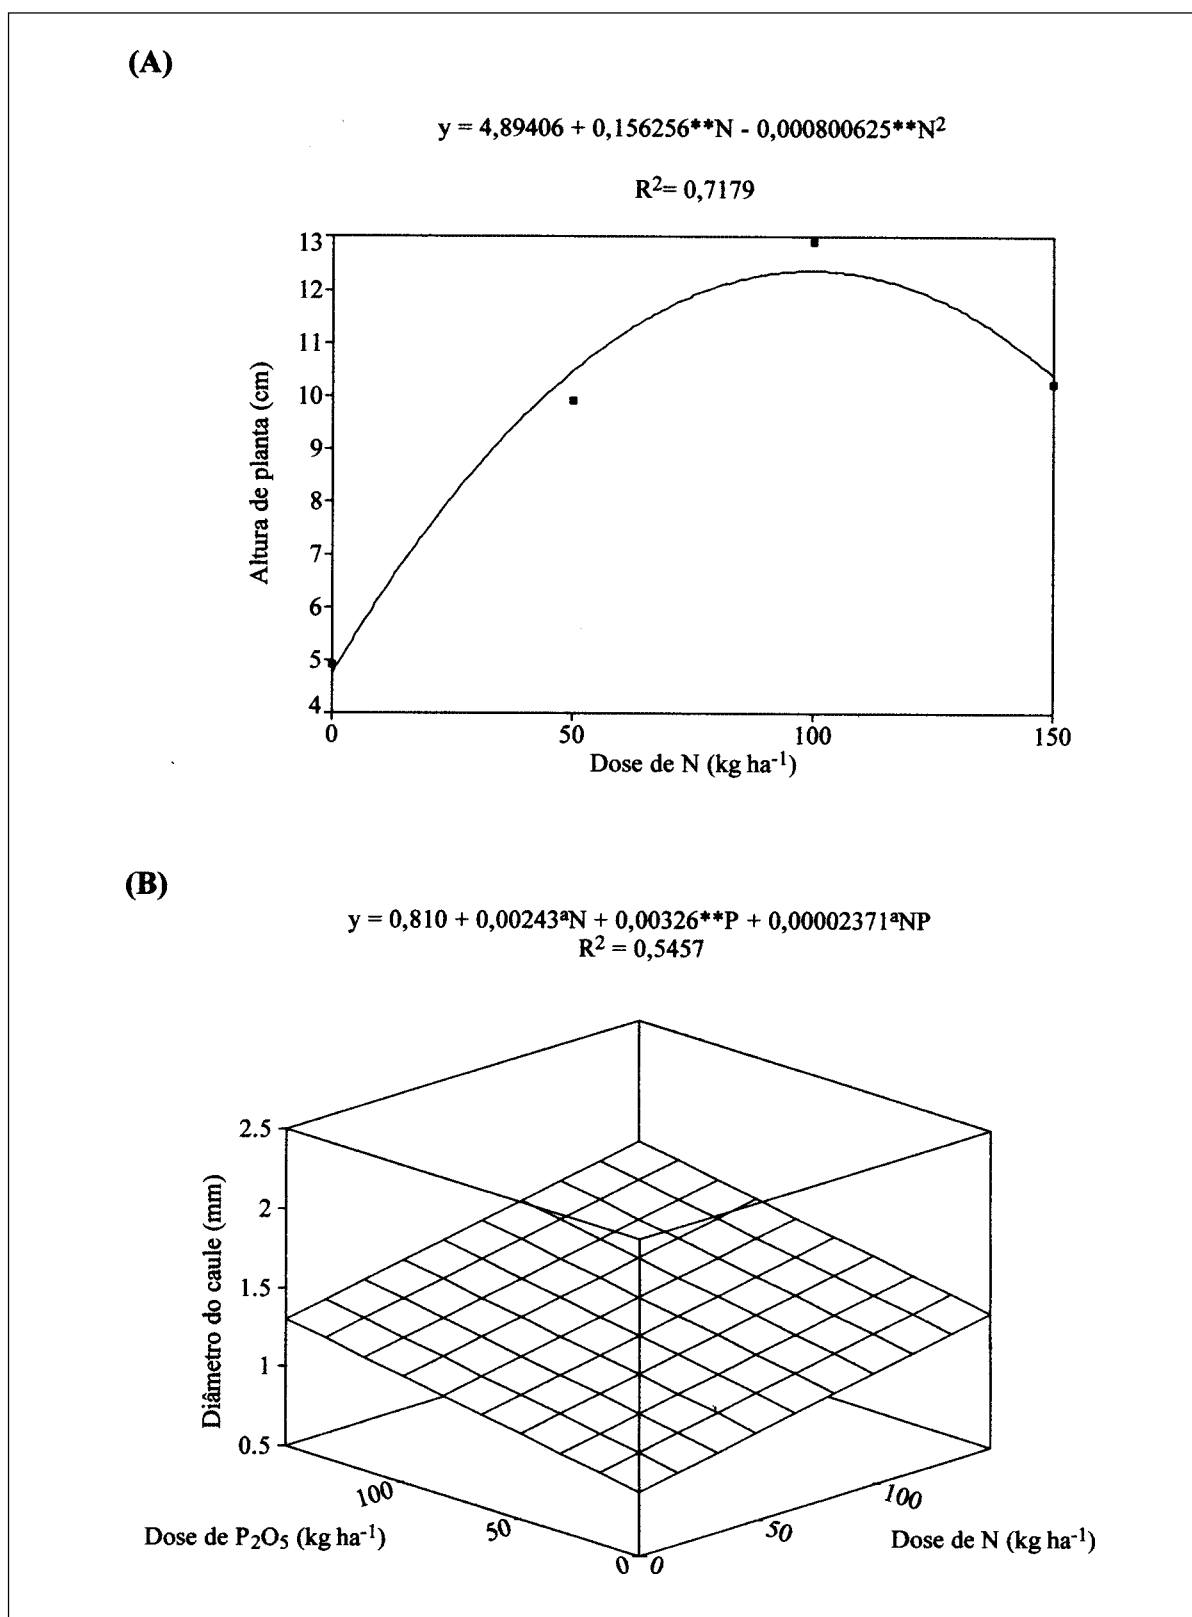 (A)
y = 4,89406 + 0,156256**N - 0,000800625**N²
R²= 0,7179
13
12
11
10
9
8
7
6
5
4
Altura de planta (cm)
0 50 100 150
Dose de N (kg ha⁻¹)
(B)
y = 0,810 + 0,00243ªN + 0,00326**P + 0,00002371ªNP
R² = 0,5457
2.5
2
1.5
1
0.5
Diâmetro do caule (mm)
100
50
0
Dose de P₂O₅ (kg ha⁻¹)
0
50
100
Dose de N (kg ha⁻¹)